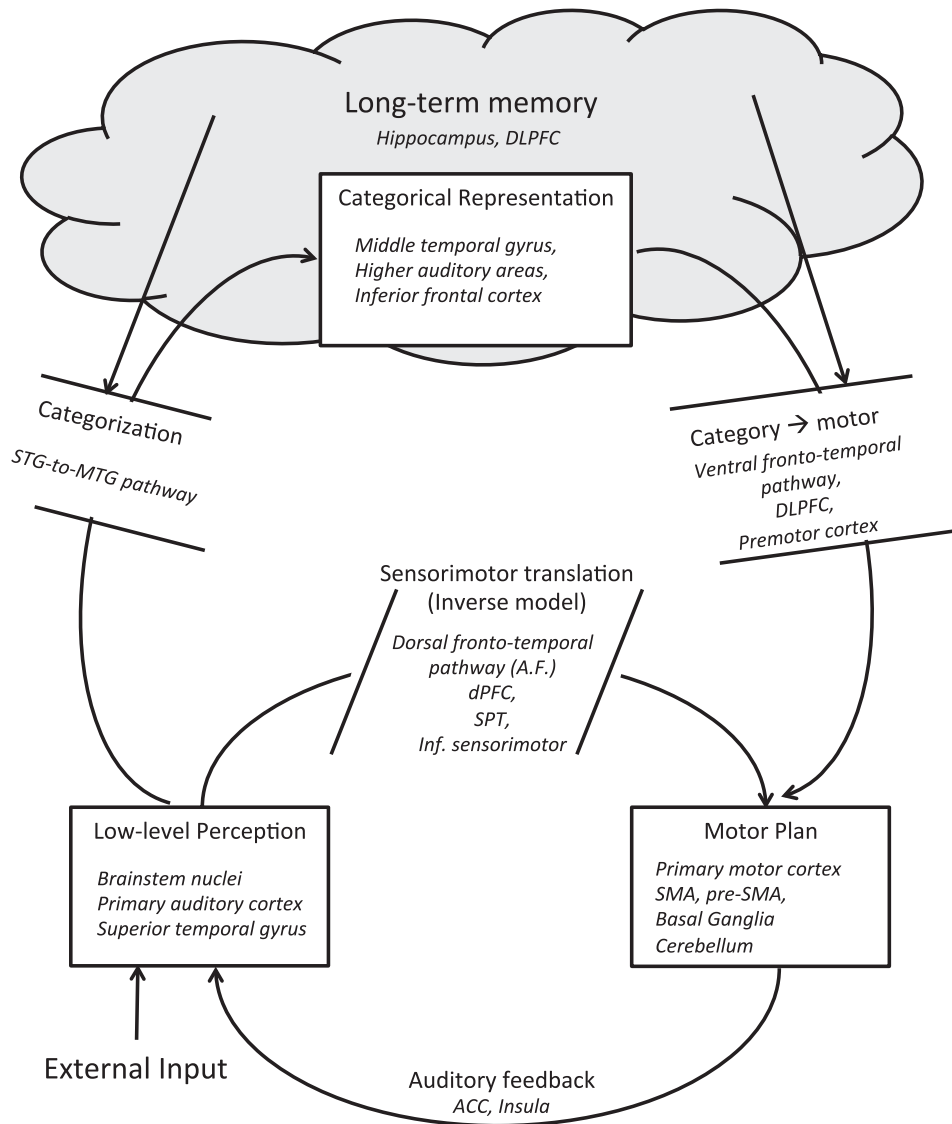 Long-term memory
Hippocampus, DLPFC
Categorical Representation
Middle temporal gyrus,
Higher auditory areas,
Inferior frontal cortex
Categorization
STG-to-MTG pathway
Category → motor
Ventral fronto-temporal
pathway,
DLPFC,
Premotor cortex
Sensorimotor translation
(Inverse model)
Dorsal fronto-temporal
pathway (A.F.)
dPFC,
SPT,
Inf. sensorimotor
Low-level Perception
Brainstem nuclei
Primary auditory cortex
Superior temporal gyrus
Motor Plan
Primary motor cortex
SMA, pre-SMA,
Basal Ganglia
Cerebellum
External Input
Auditory feedback
ACC, Insula